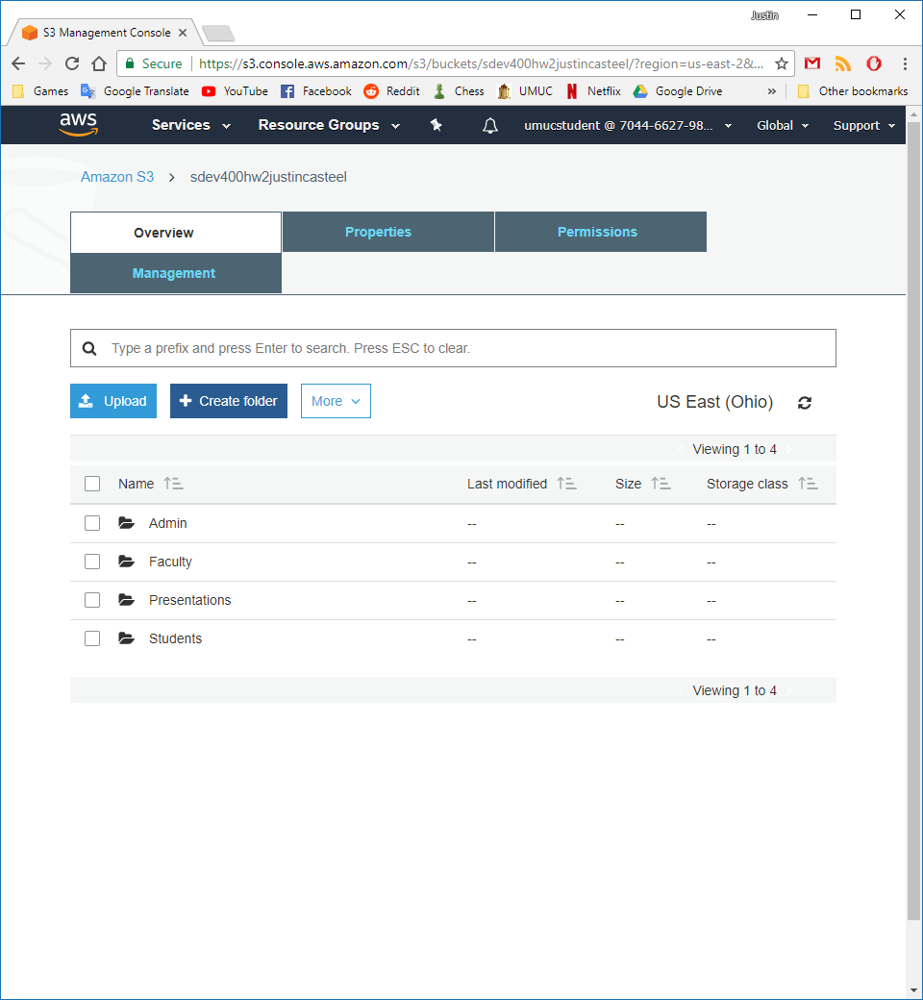 Justin
S3 Management Console
Secure https://s3.console.aws.amazon.com/s3/buckets/sdev400hw2justincasteel/?region=us-east-2&...
Games Google Translate YouTube Facebook Reddit Chess UMUC Netflix Google Drive » Other bookmarks
aws Services Resource Groups umucstudent @ 7044-6627-98... Global Support
Amazon S3 > sdev400hw2justincasteel
Overview Properties Permissions
Management
Type a prefix and press Enter to search. Press ESC to clear.
Upload Create folder More US East (Ohio)
Viewing 1 to 4
Name Last modified Size Storage class
Admin -- -- --
Faculty -- -- --
Presentations -- -- --
Students -- -- --
Viewing 1 to 4